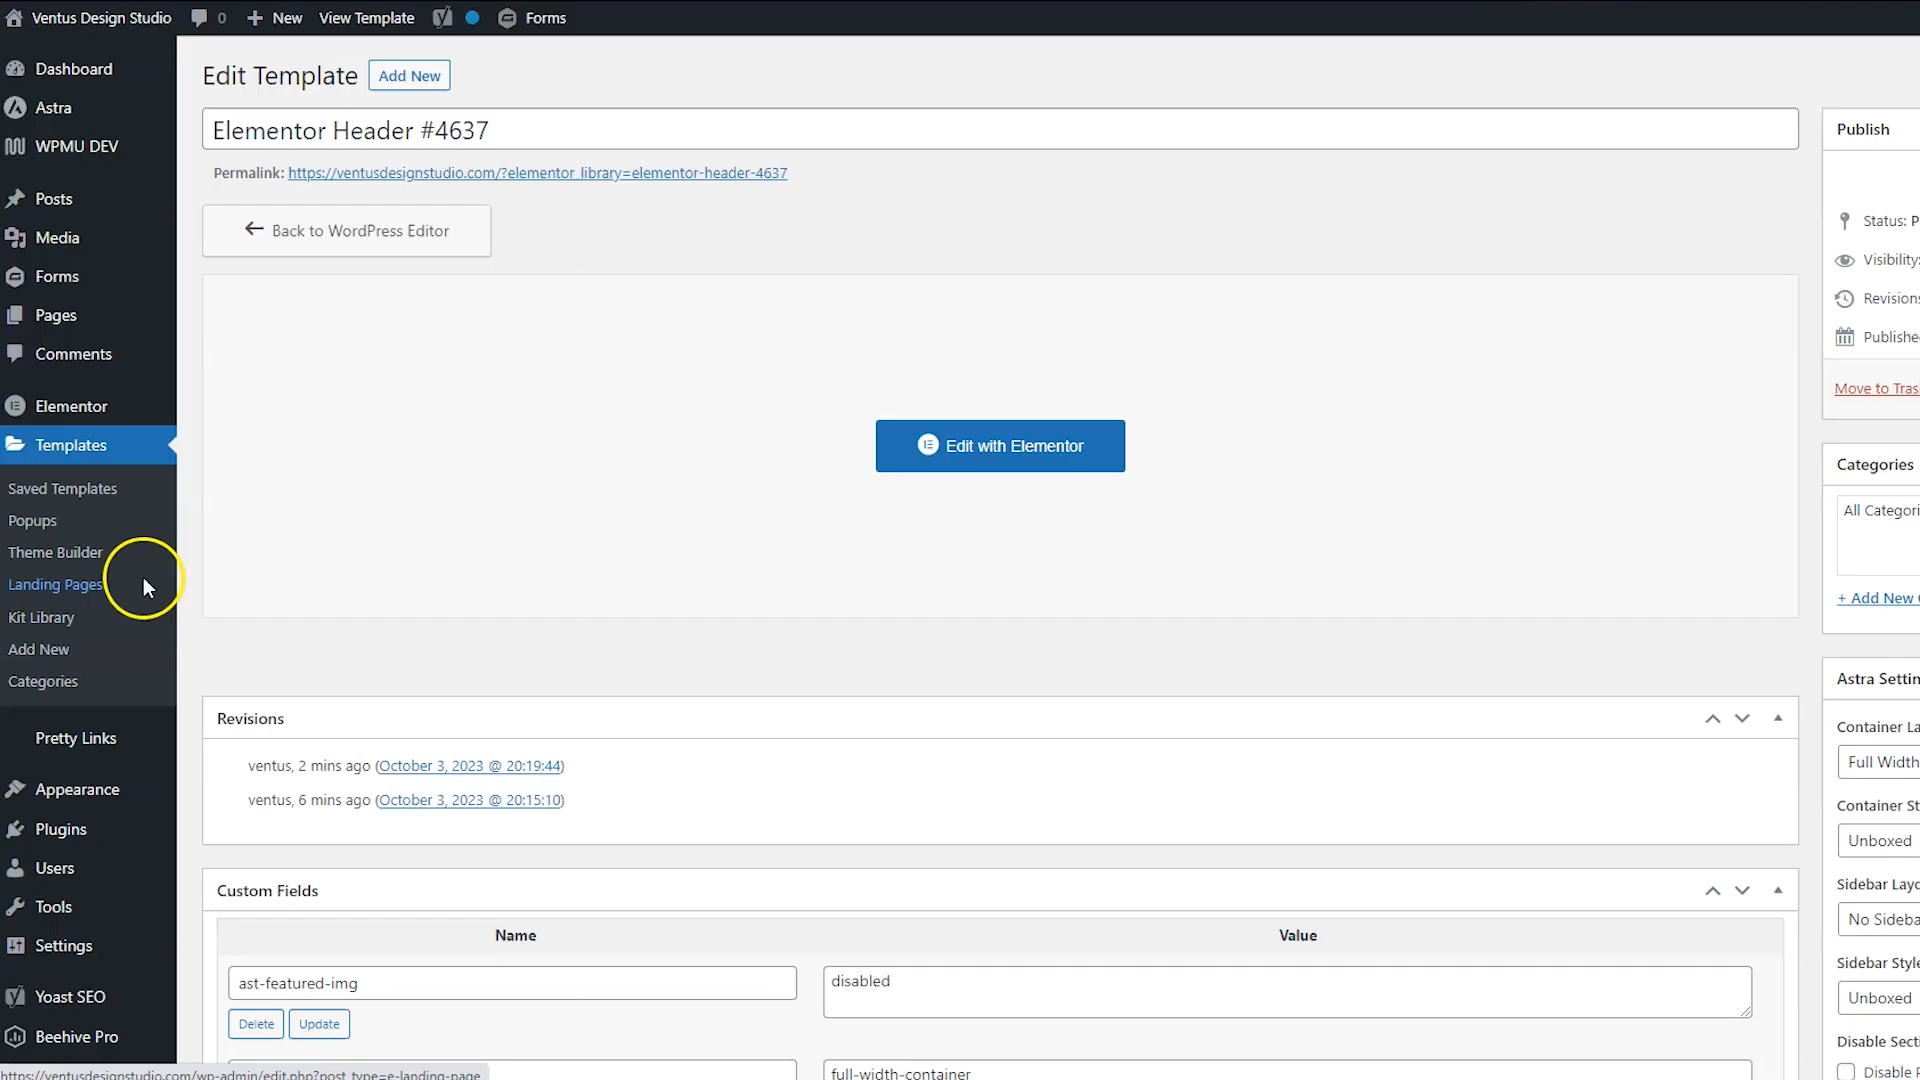 Ventus Design Studio 0 New View Template Forms
Dashboard
Astra
WPMU DEV
Posts
Media
Forms
Pages
Comments
Elementor
Templates
Saved Templates
Popups
Theme Builder
Landing Pages
Kit Library
Add New
Categories
Pretty Links
Appearance
Plugins
Users
Tools
Settings
Yoast SEO
Beehive Pro
Edit Template Add New
Elementor Header #4637
Permalink: https://ventusdesignstudio.com/?elementor_library=elementor-header-4637
Back to WordPress Editor
Edit with Elementor
Revisions
ventus, 2 mins ago (October 3, 2023 @ 20:19:44)
ventus, 6 mins ago (October 3, 2023 @ 20:15:10)
Custom Fields
Name Value
ast-featured-img disabled
Delete Update
full-width-container
Publish
Status: P
Visibility:
Revisions
Publishe
Move to Tras
Categories
All Categori
+ Add New
Astra Settin
Container La
Full Width
Container St
Unboxed
Sidebar Layo
No Sideba
Sidebar Style
Unboxed
Disable Secti
Disable
https://ventusdesignstudio.com/wp-admin/edit.php?post_type=e-landing-page